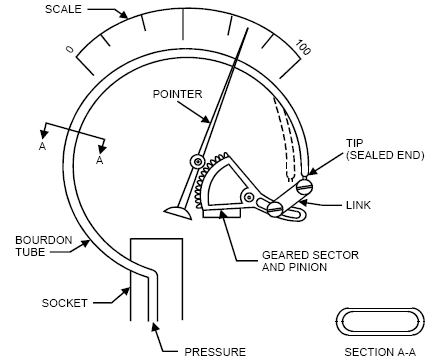 SCALE
0
100
POINTER
A
A
TIP
(SEALED END)
LINK
BOURDON
TUBE
GEARED SECTOR
AND PINION
SOCKET
PRESSURE
SECTION A-A